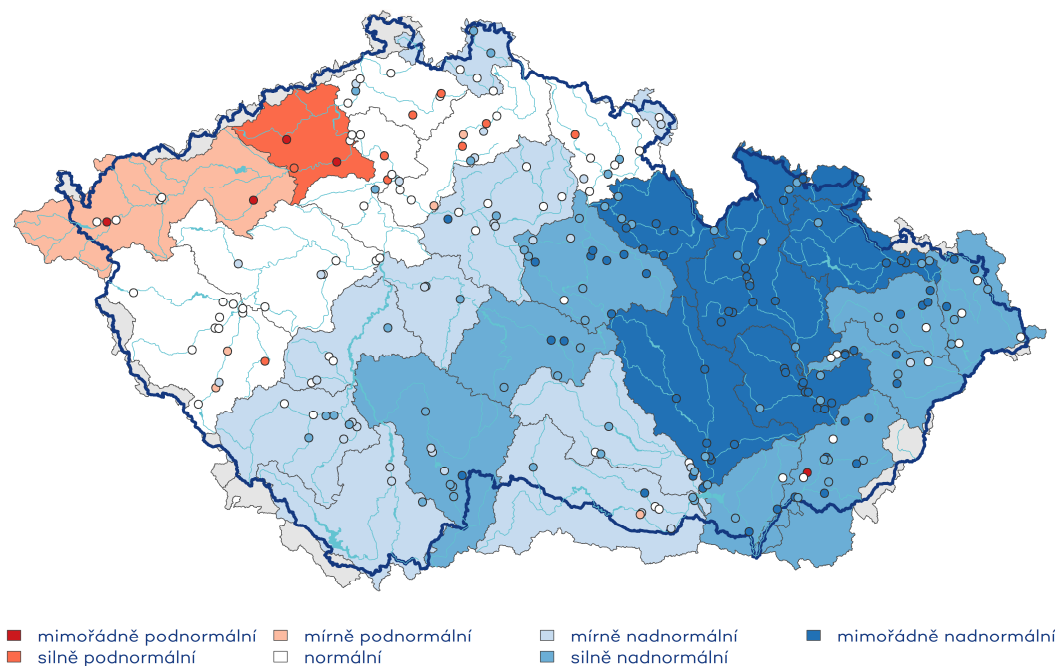 mimořádně podnormální
mírně podnormální
mírně nadnormální
mimořádně nadnormální
silně podnormální
normální
silně nadnormální